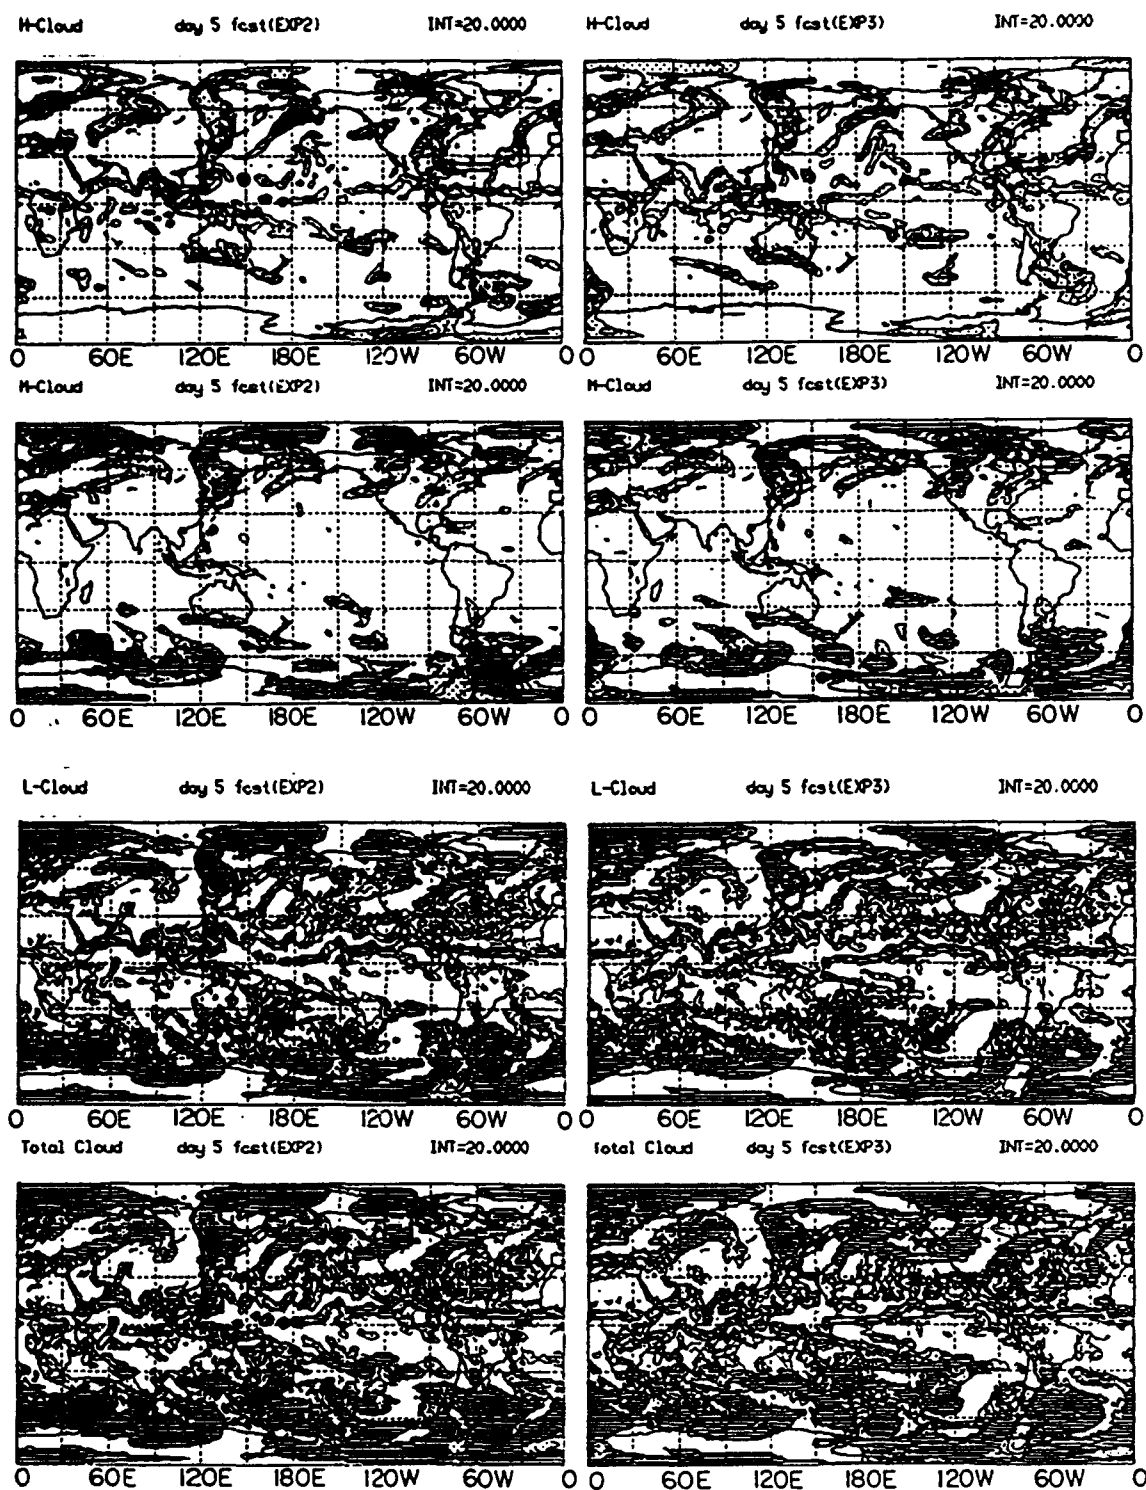 H-Cloud day 5 fcst(EXP2) INT=20.0000 H-Cloud day 5 fcst(EXP3) INT=20.0000
60E 120E 180E 120W 60W 0 60E 120E 180E 120W 60W 0
M-Cloud day 5 fcst(EXP2) INT=20.0000 M-Cloud day 5 fcst(EXP3) INT=20.0000
0 60E 120E 180E 120W 60W 0 60E 120E 180E 120W 60W 0
L-Cloud day 5 fcst(EXP2) INT=20.0000 L-Cloud day 5 fcst(EXP3) INT=20.0000
0 60E 120E 180E 120W 60W 0 60E 120E 180E 120W 60W 0
Total Cloud day 5 fcst(EXP2) INT=20.0000 Total Cloud day 5 fcst(EXP3) INT=20.0000
0 60E 120E 180E 120W 60W 0 60E 120E 180E 120W 60W 0